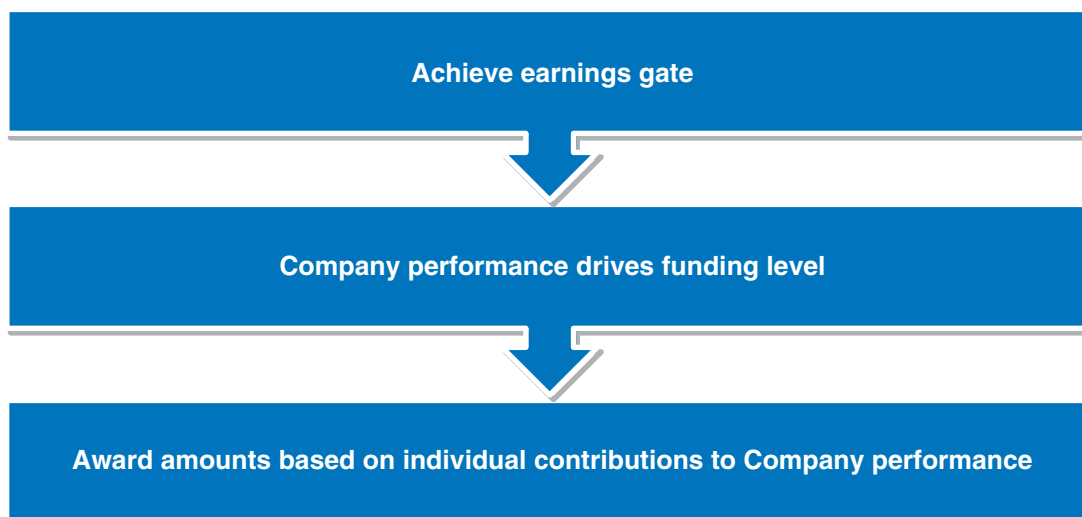 Achieve earnings gate
Company performance drives funding level
Award amounts based on individual contributions to Company performance